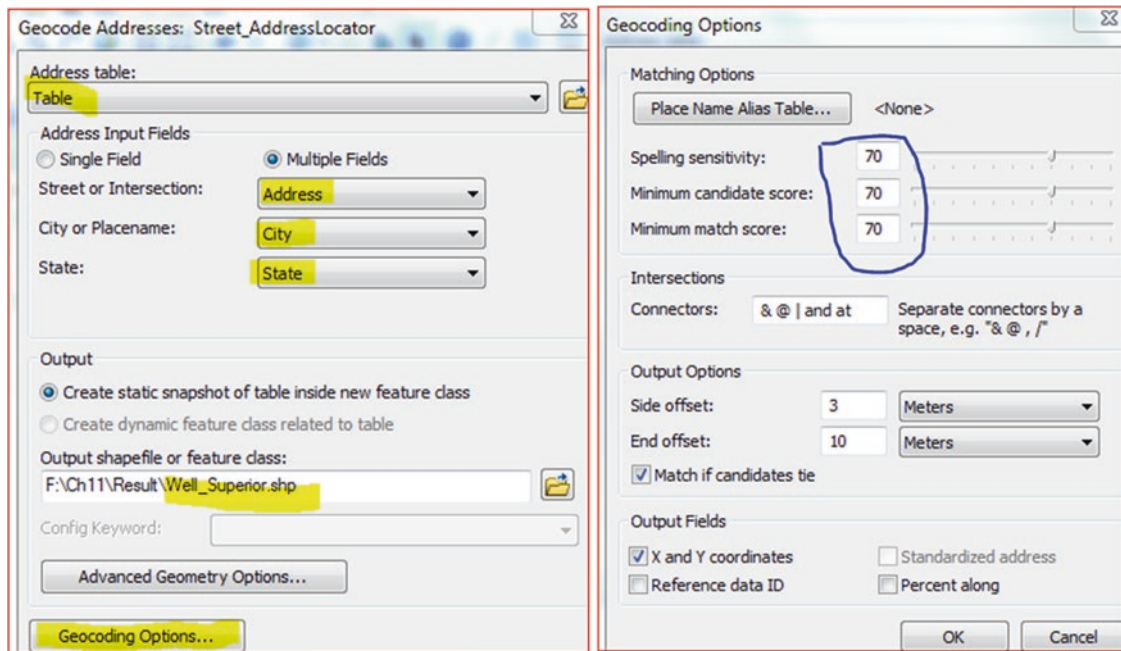 Geocode Addresses: Street_AddressLocator
Address table:
Table
Address Input Fields
Single Field
Multiple Fields
Street or Intersection:
Address
City or Placename:
City
State:
State
Output
Create static snapshot of table inside new feature class
Create dynamic feature class related to table
Output shapefile or feature class:
F:\Ch11\Result\Well_Superior.shp
Config Keyword:
Advanced Geometry Options...
Geocoding Options...
Geocoding Options
Matching Options
Place Name Alias Table...
<None>
Spelling sensitivity:
70
Minimum candidate score:
70
Minimum match score:
70
Intersections
Connectors:
& @ | and at
Separate connectors by a
space, e.g. "& @ , /"
Output Options
Side offset:
3
Meters
End offset:
10
Meters
Match if candidates tie
Output Fields
X and Y coordinates
Standardized address
Reference data ID
Percent along
OK
Cancel